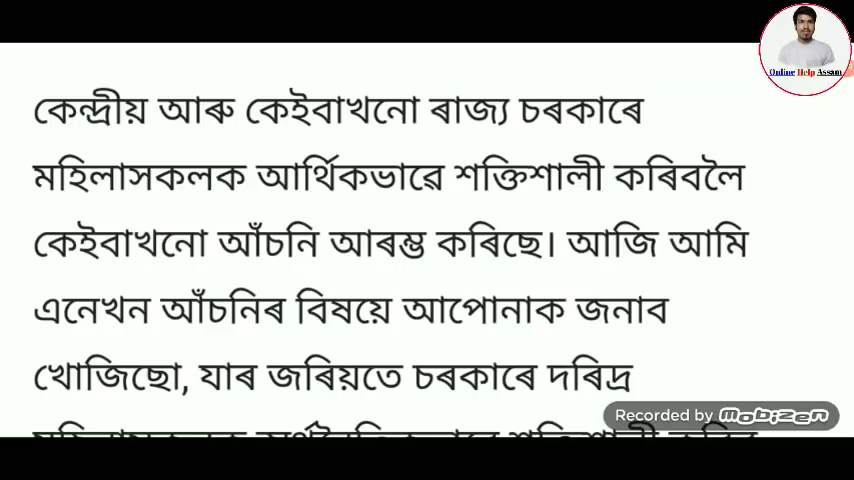 Online Help Assam
কেন্দ্ৰীয় আৰু কেইবাখনো ৰাজ্য চৰকাৰে
মহিলাসকলক আৰ্থিকভাৱে শক্তিশালী কৰিবলৈ
কেইবাখনো আঁচনি আৰম্ভ কৰিছে। আজি আমি
এনেখন আঁচনিৰ বিষয়ে আপোনাক জনাব
খোজিছো, যাৰ জৰিয়তে চৰকাৰে দৰিদ্ৰ
Recorded by Mobizen